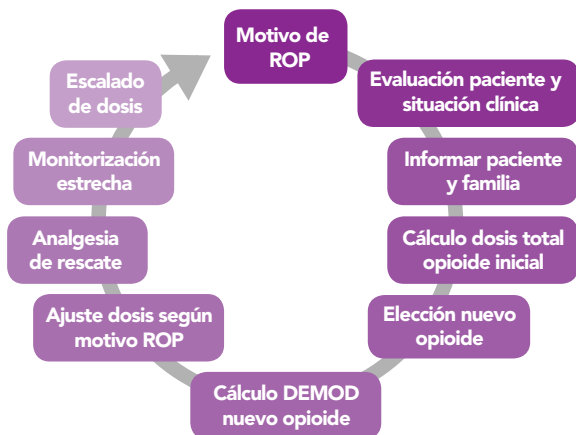 Motivo de
ROP
Evaluación paciente y
situación clínica
Informar paciente
y familia
Cálculo dosis total
opioide inicial
Elección nuevo
opioide
Cálculo DEMOD
nuevo opioide
Ajuste dosis según
motivo ROP
Analgesia
de rescate
Monitorización
estrecha
Escalado
de dosis